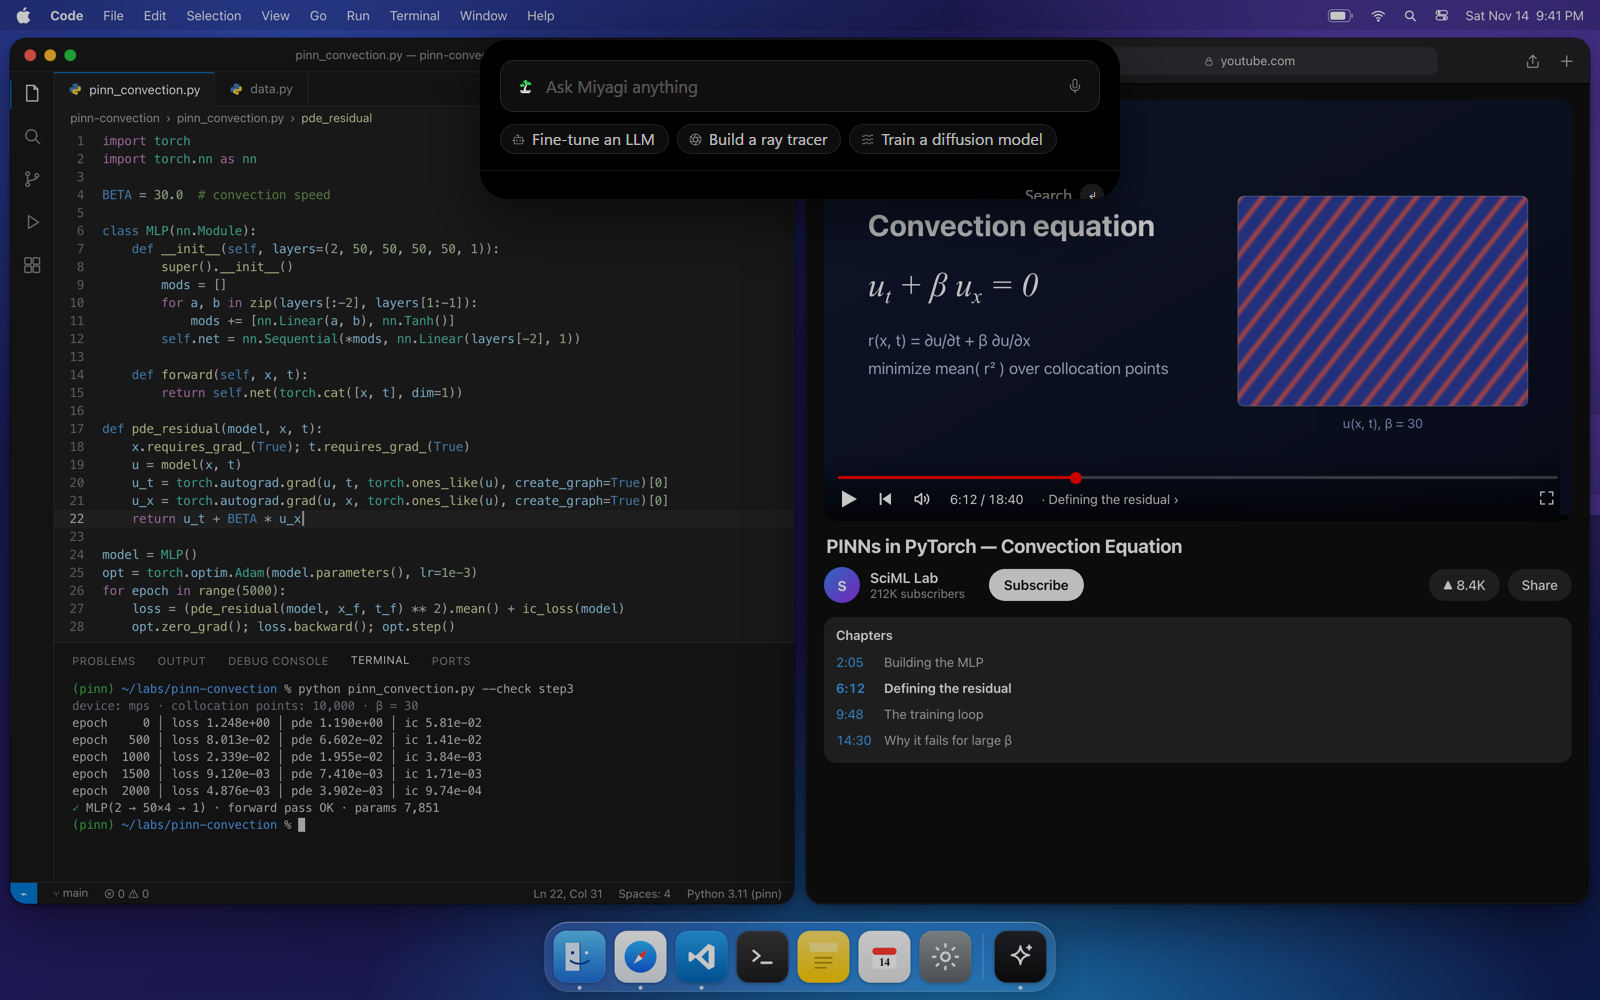 Code File Edit Selection View Go Run Terminal Window Help
Sat Nov 14 9:41 PM
pinn_convection.py — pinn-conve
Ask Miyagi anything
Fine-tune an LLM
Build a ray tracer
Train a diffusion model
Search
youtube.com
pinn_convection.py
data.py
pinn-convection › pinn_convection.py › pde_residual
1 import torch
2 import torch.nn as nn
3
4 BETA = 30.0  # convection speed
5
6 class MLP(nn.Module):
7     def __init__(self, layers=(2, 50, 50, 50, 50, 1)):
8         super().__init__()
9         mods = []
10         for a, b in zip(layers[:-2], layers[1:-1]):
11             mods += [nn.Linear(a, b), nn.Tanh()]
12         self.net = nn.Sequential(*mods, nn.Linear(layers[-2], 1))
13
14     def forward(self, x, t):
15         return self.net(torch.cat([x, t], dim=1))
16
17 def pde_residual(model, x, t):
18     x.requires_grad_(True); t.requires_grad_(True)
19     u = model(x, t)
20     u_t = torch.autograd.grad(u, t, torch.ones_like(u), create_graph=True)[0]
21     u_x = torch.autograd.grad(u, x, torch.ones_like(u), create_graph=True)[0]
22     return u_t + BETA * u_x
23
24 model = MLP()
25 opt = torch.optim.Adam(model.parameters(), lr=1e-3)
26 for epoch in range(5000):
27     loss = (pde_residual(model, x_f, t_f) ** 2).mean() + ic_loss(model)
28     opt.zero_grad(); loss.backward(); opt.step()
PROBLEMS OUTPUT DEBUG CONSOLE TERMINAL PORTS
(pinn) ~/labs/pinn-convection % python pinn_convection.py --check step3
device: mps · collocation points: 10,000 · β = 30
epoch     0 | loss 1.248e+00 | pde 1.190e+00 | ic 5.81e-02
epoch   500 | loss 8.013e-02 | pde 6.602e-02 | ic 1.41e-02
epoch  1000 | loss 2.339e-02 | pde 1.955e-02 | ic 3.84e-03
epoch  1500 | loss 9.120e-03 | pde 7.410e-03 | ic 1.71e-03
epoch  2000 | loss 4.876e-03 | pde 3.902e-03 | ic 9.74e-04
✓ MLP(2 → 50×4 → 1) · forward pass OK · params 7,851
(pinn) ~/labs/pinn-convection %
main 0 0
Ln 22, Col 31 Spaces: 4 Python 3.11 (pinn)
Convection equation
u_t + β u_x = 0
r(x, t) = ∂u/∂t + β ∂u/∂x
minimize mean( r² ) over collocation points
u(x, t), β = 30
6:12 / 18:40 · Defining the residual ›
PINNs in PyTorch — Convection Equation
S
SciML Lab
212K subscribers
Subscribe
8.4K
Share
Chapters
2:05 Building the MLP
6:12 Defining the residual
9:48 The training loop
14:30 Why it fails for large β
14